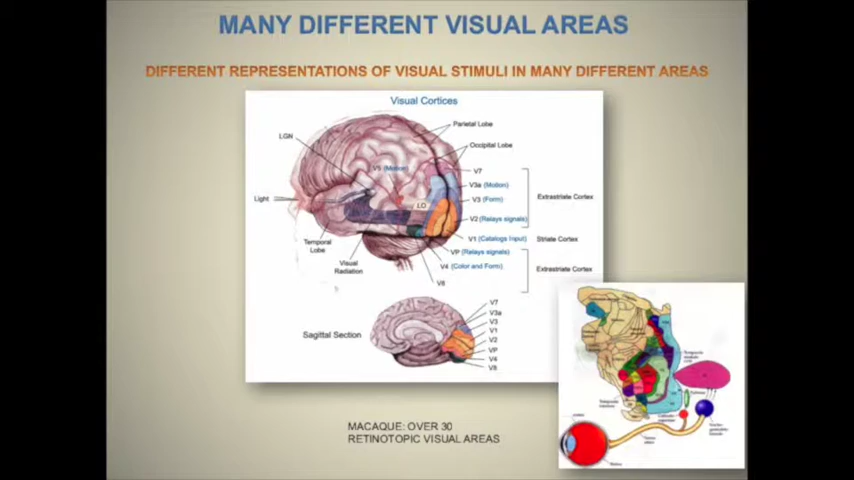 MANY DIFFERENT VISUAL AREAS
DIFFERENT REPRESENTATIONS OF VISUAL STIMULI IN MANY DIFFERENT AREAS
Visual Cortices
Parietal Lobe
LGN
Occipital Lobe
V5 (Motion)
V7
V3a (Motion)
Light
V3 (Form)
Extrastriate Cortex
LO
V2 (Relays signals)
V1 (Catalogs Input)
Striate Cortex
Temporal
Lobe
VP (Relays signals)
Visual
Radiation
V4 (Color and Form)
Extrastriate Cortex
V8
Sagittal Section
V7
V3a
V3
V1
V2
VP
V4
V8
MACAQUE: OVER 30
RETINOTOPIC VISUAL AREAS